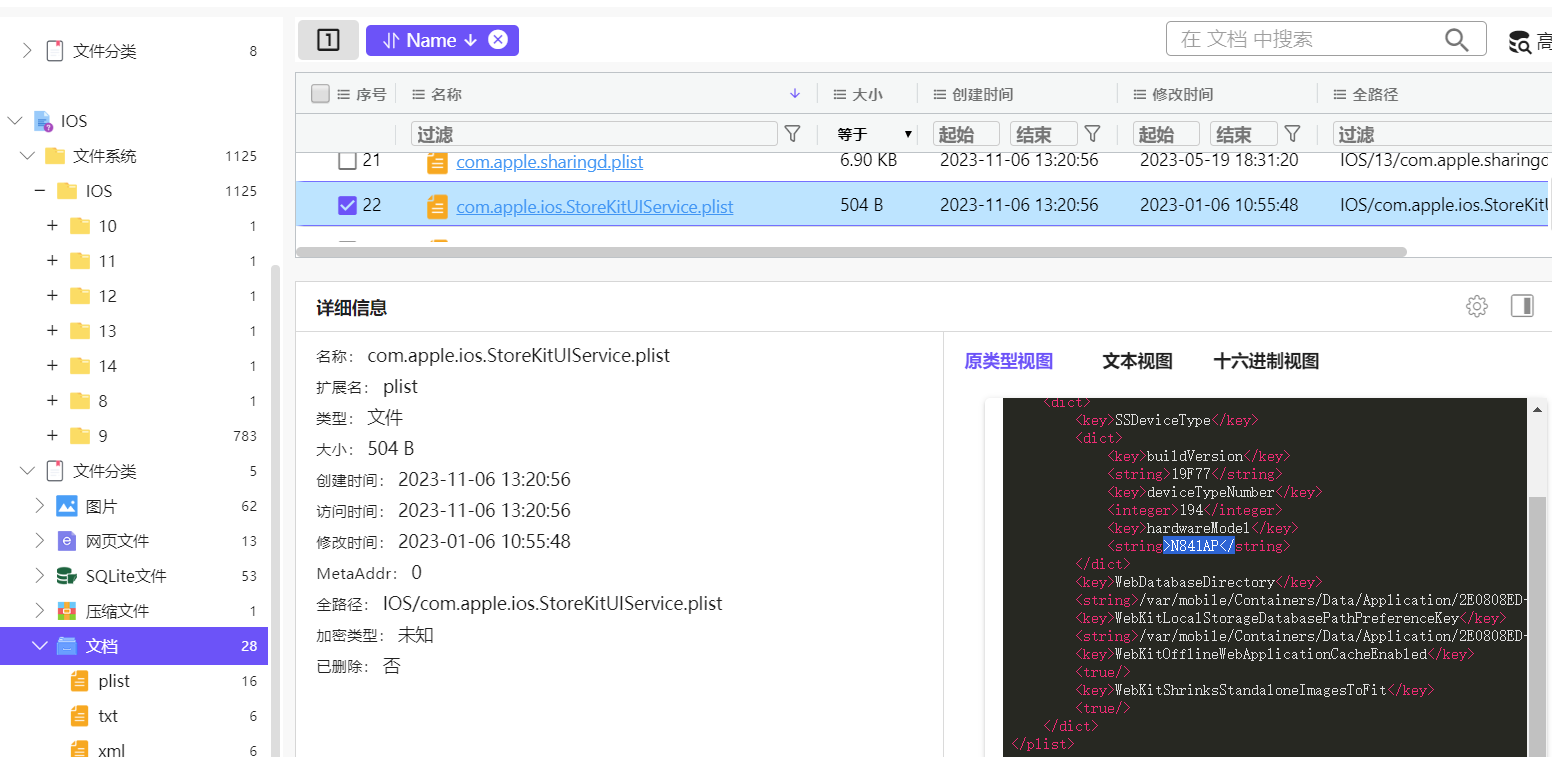 文件分类 8
IOS
文件系统 1125
IOS 1125
10 1
11 1
12 1
13 1
14 1
8 1
9 783
文件分类 5
图片 62
网页文件 13
SQLite文件 53
压缩文件 1
文档 28
plist 16
txt 6
xml 6
1 Name
在 文档 中搜索
高
序号 名称 大小 创建时间 修改时间 全路径
过滤 等于 起始 结束 起始 结束 过滤
21 com.apple.sharingd.plist 6.90 KB 2023-11-06 13:20:56 2023-05-19 18:31:20 IOS/13/com.apple.sharingd
22 com.apple.ios.StoreKitUIService.plist 504 B 2023-11-06 13:20:56 2023-01-06 10:55:48 IOS/com.apple.ios.StoreKitU
详细信息
名称: com.apple.ios.StoreKitUIService.plist
扩展名: plist
类型: 文件
大小: 504 B
创建时间: 2023-11-06 13:20:56
访问时间: 2023-11-06 13:20:56
修改时间: 2023-01-06 10:55:48
MetaAddr: 0
全路径: IOS/com.apple.ios.StoreKitUIService.plist
加密类型: 未知
已删除: 否
原类型视图 文本视图 十六进制视图
<dict>
<key>SSDeviceType</key>
<dict>
<key>buildVersion</key>
<string>19F77</string>
<key>deviceTypeNumber</key>
<integer>194</integer>
<key>hardwareModel</key>
<string>N841AP</string>
</dict>
<key>WebDatabaseDirectory</key>
<string>/var/mobile/Containers/Data/Application/2E0808ED-
<key>WebKitLocalStorageDatabasePathPreferenceKey</key>
<string>/var/mobile/Containers/Data/Application/2E0808ED-
<key>WebKitOfflineWebApplicationCacheEnabled</key>
<true/>
<key>WebKitShrinksStandaloneImagesToFit</key>
<true/>
</dict>
</plist>